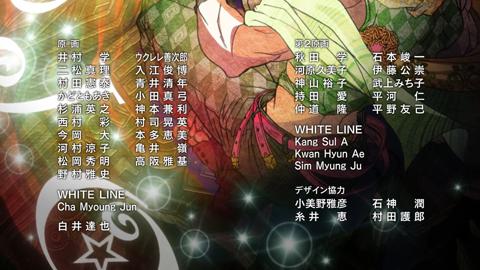 原画
井村 学 ウクレレ善次郎
二松真理 入江俊博
村田憲泰 青井清年
かどともあき 小田真弓
杉浦英之 神本兼利
西村 彩 村司晃英
今岡 大 本多恵美
河村涼子 亀井 嶺
松岡秀明 高阪雅基
野村雅史
WHITE LINE
Cha Myoung Jun
白井達也
第2原画
秋田 学 石本峻一
河原久美子 伊藤公崇
神山裕子 武上みち子
持田 愛 平河 仁
仲道 隆 平野友己
WHITE LINE
Kang Sul A
Kwan Hyun Ae
Sim Myung Ju
デザイン協力
小美野雅彦 石神 潤
糸井 恵 村田護郎